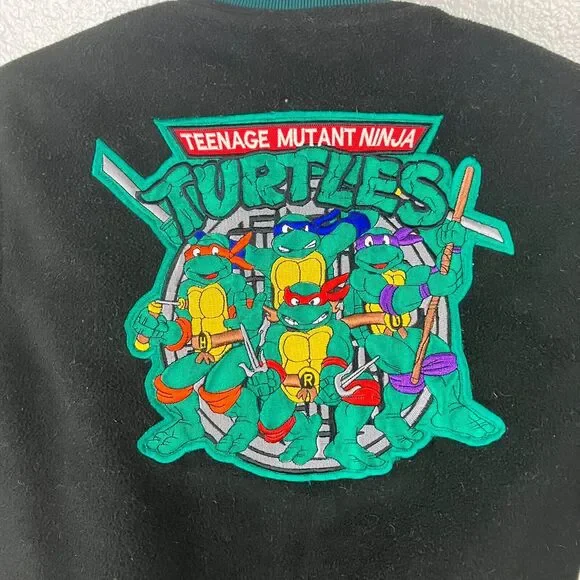 TEENAGE MUTANT NINJA
TURTLES
H
R